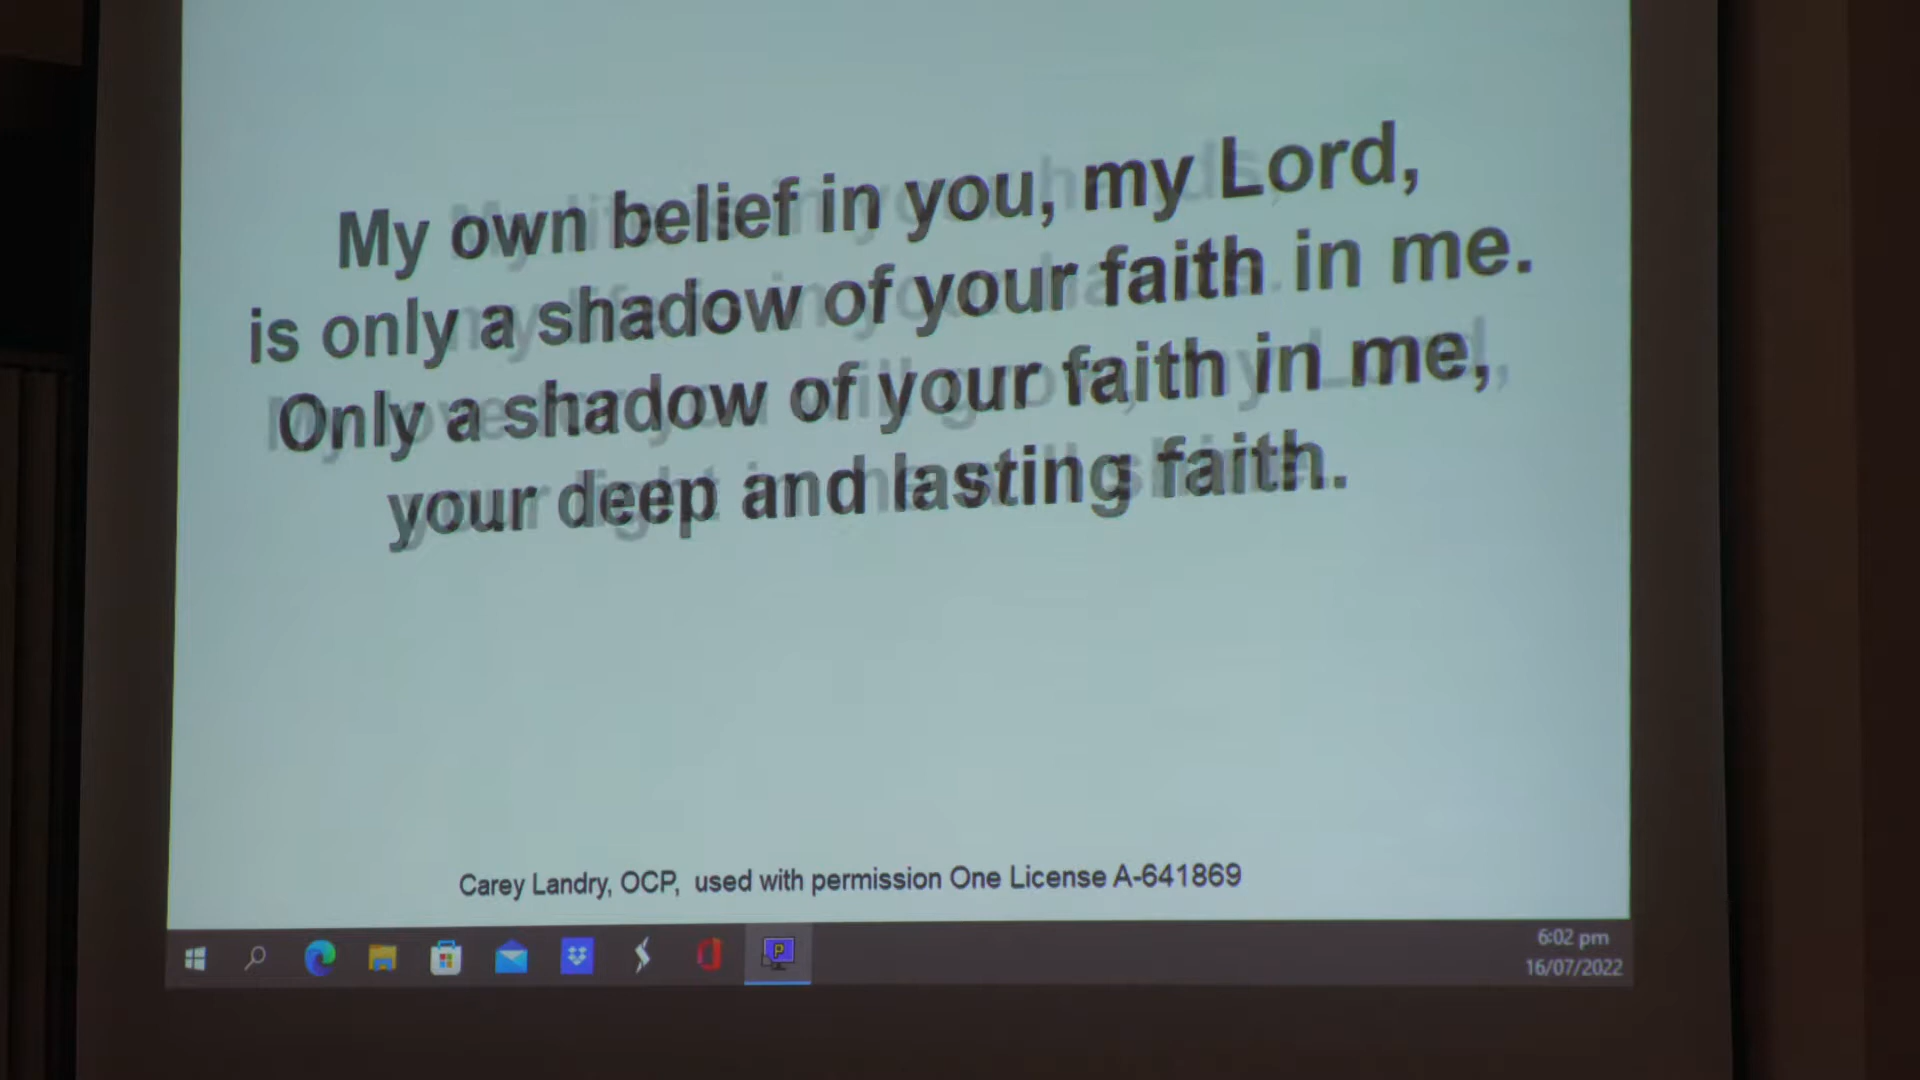 My own belief in you, my Lord,
is only a shadow of your faith in me.
Only a shadow of your faith in me,
your deep and lasting faith.
Carey Landry, OCP, used with permission One License A-641869
P
6:02 pm
16/07/2022